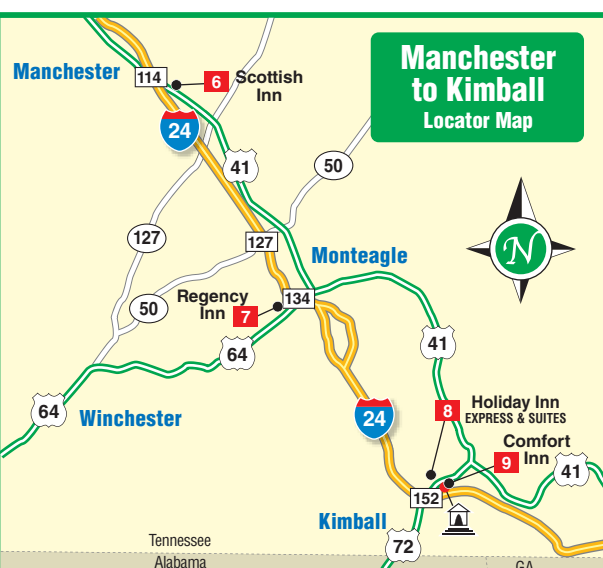 Manchester
to Kimball
Locator Map
Manchester
114
6
Scottish
Inn
24
41
50
127
127
N
Monteagle
Regency
Inn
7
134
50
64
41
64
Winchester
24
8
Holiday Inn
EXPRESS & SUITES
Comfort
Inn
9
41
152
Kimball
72
Tennessee
Alabama
GA